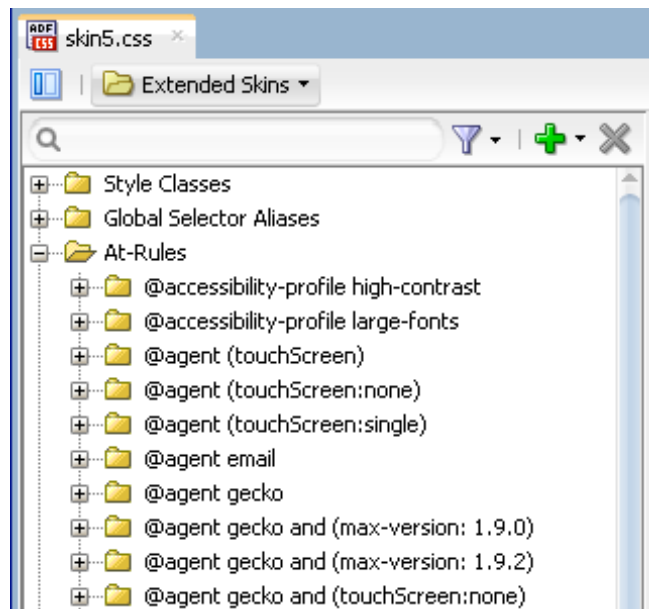 ADF
CSS
skin5.css
Extended Skins
Style Classes
Global Selector Aliases
At-Rules
@accessibility-profile high-contrast
@accessibility-profile large-fonts
@agent (touchScreen)
@agent (touchScreen:none)
@agent (touchScreen:single)
@agent email
@agent gecko
@agent gecko and (max-version: 1.9.0)
@agent gecko and (max-version: 1.9.2)
@agent gecko and (touchScreen:none)